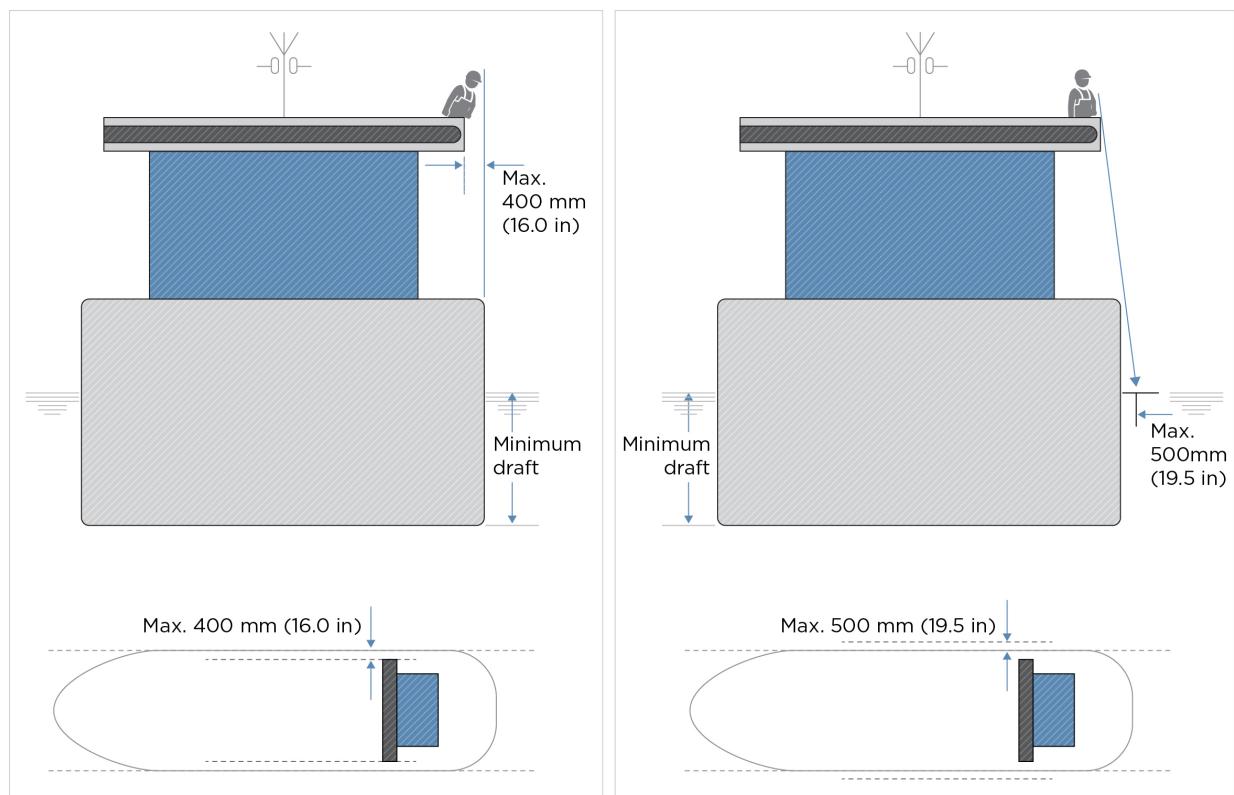 Max.
400 mm
(16.0 in)
Minimum
draft
Max. 400 mm (16.0 in)
Minimum
draft
Max.
500mm
(19.5 in)
Max. 500 mm (19.5 in)